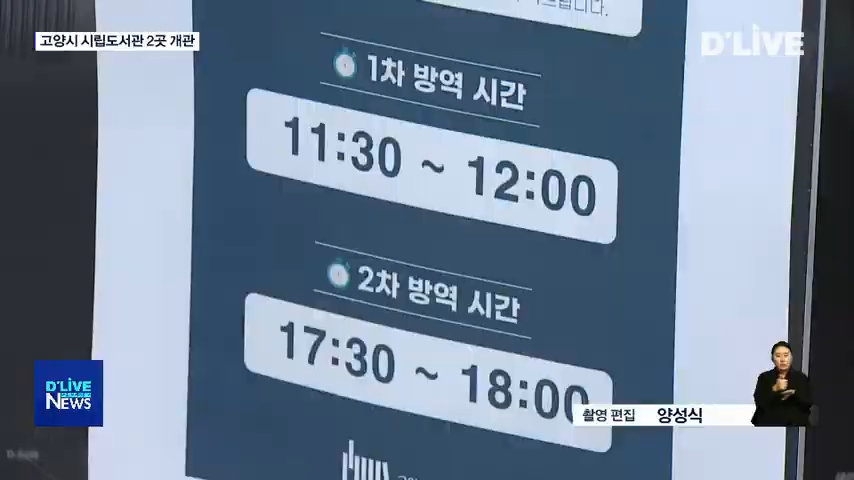 고양시 시립도서관 2곳 개관
D'LIVE
1차 방역 시간
11:30 ~ 12:00
2차 방역 시간
17:30 ~ 18:00
D'LIVE
NEWS
촬영 편집 양성식